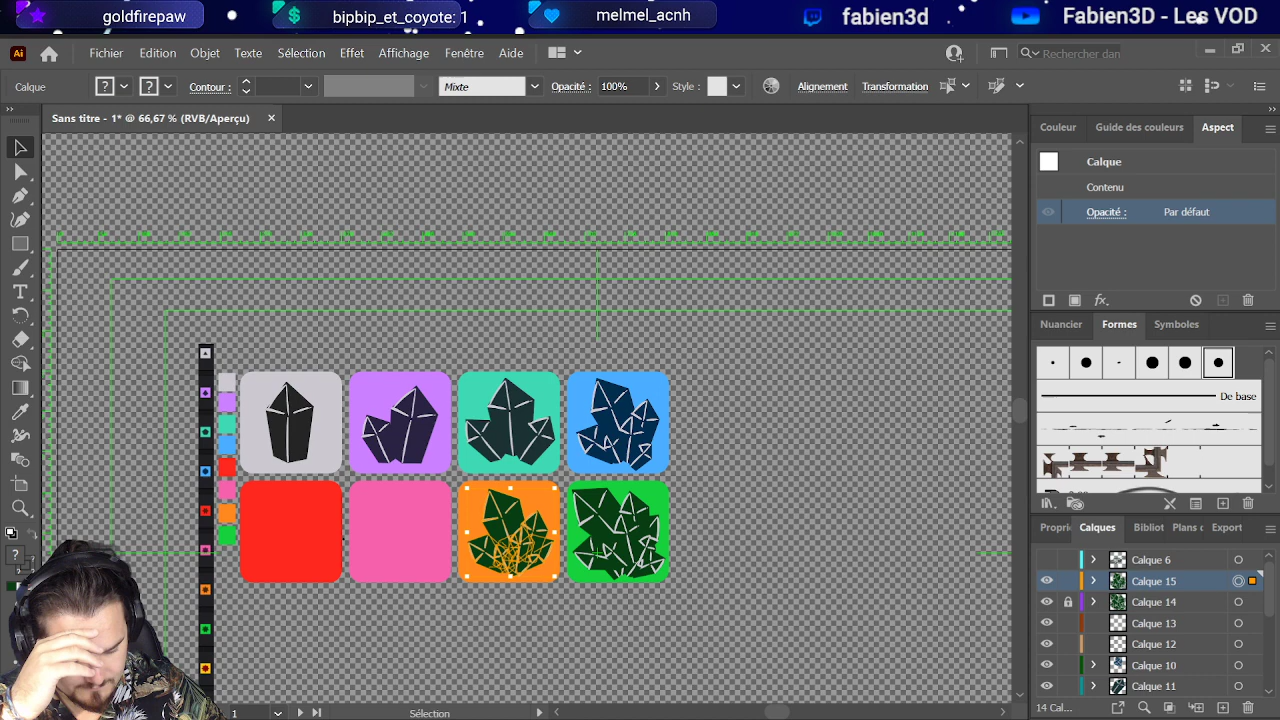 goldfirepaw
bipbip_et_coyote: 1
melmel_acnh
fabien3d
Fabien3D - Les VOD
Ai
Fichier Edition Objet Texte Sélection Effet Affichage Fenêtre Aide
Rechercher dan
Calque
? ?
Contour :
Mixte
Opacité : 100%
Style :
Alignement
Transformation
Sans titre - 1* @ 66,67 % (RVB/Aperçu)
Couleur Guide des couleurs Aspect
Calque
Contenu
Opacité : Par défaut
fx.
Nuancier Formes Symboles
De base
Proprié Calques Bibliot Plans c Export
Calque 6
Calque 15
Calque 14
Calque 13
Calque 12
Calque 10
Calque 11
14 Cal...
1
Sélection